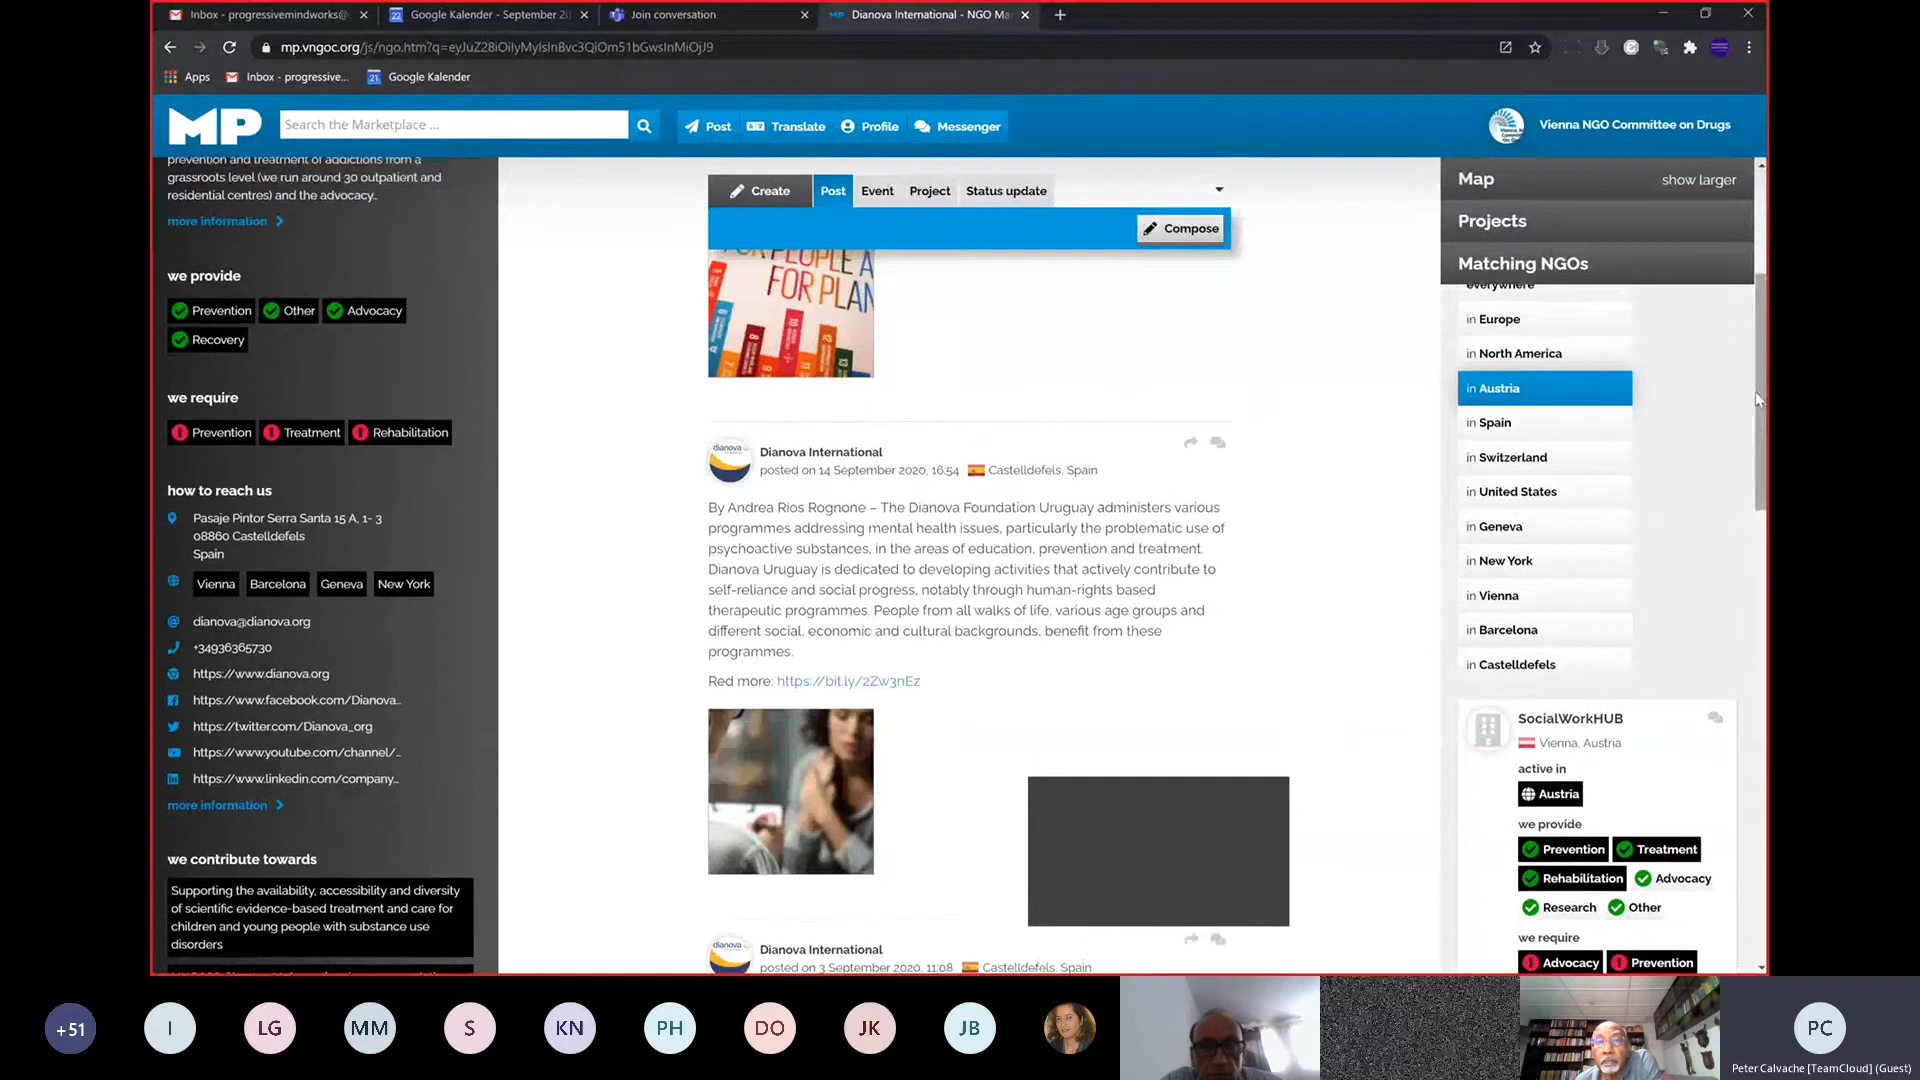 Inbox - progressivemindworks@
Google Kalender - September 20
Join conversation
Dianova International - NGO Ma
mp.vngoc.org/js/ngo.htm?q=eyJuZ28iOilyMylsInBvc3QiOm51bGwsInMiOjJ9
Apps
Inbox - progressive...
Google Kalender
MP
Search the Marketplace ...
Post
Translate
Profile
Messenger
Vienna NGO Committee on Drugs
prevention and treatment of addictions from a
grassroots level (we run around 30 outpatient and
residential centres) and the advocacy..
more information
we provide
Prevention
Other
Advocacy
Recovery
we require
Prevention
Treatment
Rehabilitation
how to reach us
Pasaje Pintor Serra Santa 15 A, 1- 3
08860 Castelldefels
Spain
Vienna
Barcelona
Geneva
New York
dianova@dianova.org
+34936365730
https://www.dianova.org
https://www.facebook.com/Dianova...
https://twitter.com/Dianova_org
https://www.youtube.com/channel/...
https://www.linkedin.com/company...
more information
we contribute towards
Supporting the availability, accessibility and diversity
of scientific evidence-based treatment and care for
children and young people with substance use
disorders
Create
Post
Event
Project
Status update
Compose
FOR PEOPLE A
FOR PLAN
Dianova International
posted on 14 September 2020, 16:54 Castelldefels, Spain
By Andrea Rios Rognone – The Dianova Foundation Uruguay administers various
programmes addressing mental health issues, particularly the problematic use of
psychoactive substances, in the areas of education, prevention and treatment.
Dianova Uruguay is dedicated to developing activities that actively contribute to
self-reliance and social progress, notably through human-rights based
therapeutic programmes. People from all walks of life, various age groups and
different social, economic and cultural backgrounds, benefit from these
programmes.
Red more: https://bit.ly/2Zw3nEz
Dianova International
posted on 3 September 2020, 11:08 Castelldefels, Spain
Map
show larger
Projects
Matching NGOs
everywhere
in Europe
in North America
in Austria
in Spain
in Switzerland
in United States
in Geneva
in New York
in Vienna
in Barcelona
in Castelldefels
SocialWorkHUB
Vienna, Austria
active in
Austria
we provide
Prevention
Treatment
Rehabilitation
Advocacy
Research
Other
we require
Advocacy
Prevention
+51
I
LG
MM
S
KN
PH
DO
JK
JB
PC
Peter Calvache [TeamCloud] (Guest)